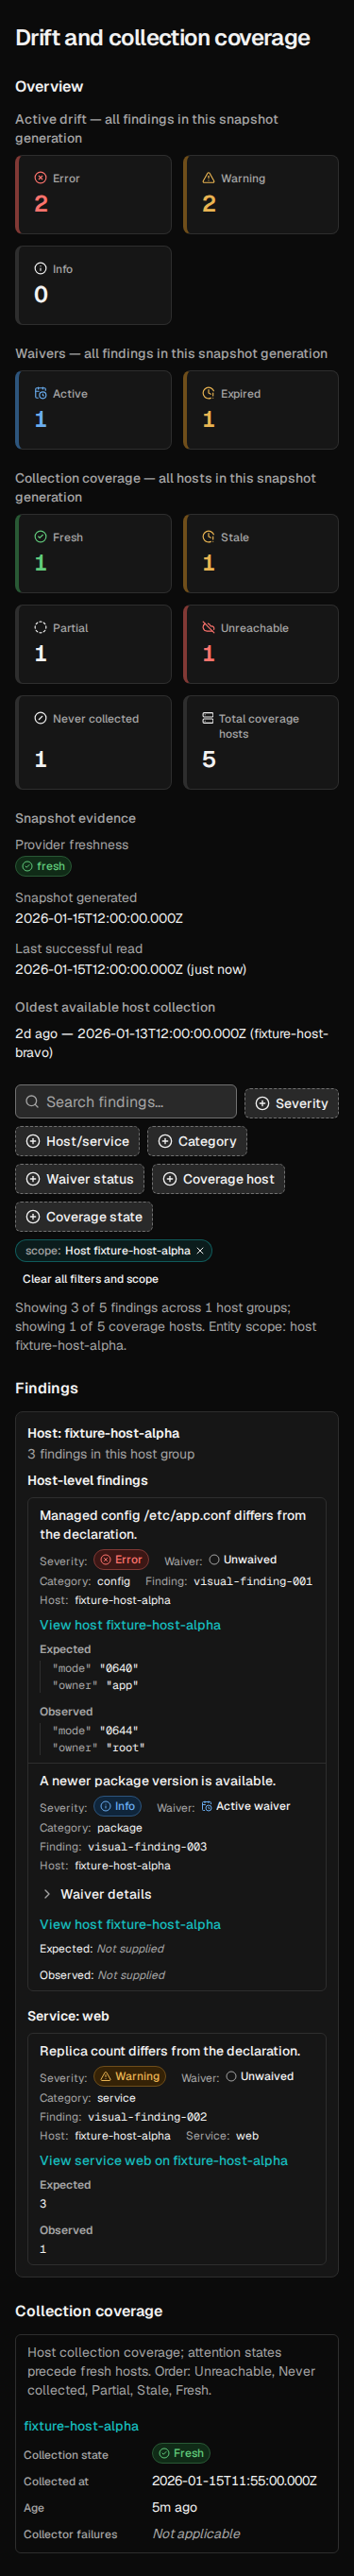 Drift and collection coverage
Overview
Active drift — all findings in this snapshot
generation
Error
2
Warning
2
Info
0
Waivers — all findings in this snapshot generation
Active
1
Expired
1
Collection coverage — all hosts in this snapshot
generation
Fresh
1
Stale
1
Partial
1
Unreachable
1
Never collected
1
Total coverage
hosts
5
Snapshot evidence
Provider freshness
fresh
Snapshot generated
2026-01-15T12:00:00.000Z
Last successful read
2026-01-15T12:00:00.000Z (just now)
Oldest available host collection
2d ago — 2026-01-13T12:00:00.000Z (fixture-host-
bravo)
Search findings...
Severity
Host/service
Category
Waiver status
Coverage host
Coverage state
scope: Host fixture-host-alpha
Clear all filters and scope
Showing 3 of 5 findings across 1 host groups;
showing 1 of 5 coverage hosts. Entity scope: host
fixture-host-alpha.
Findings
Host: fixture-host-alpha
3 findings in this host group
Host-level findings
Managed config /etc/app.conf differs from
the declaration.
Severity: Error Waiver: Unwaived
Category: config Finding: visual-finding-001
Host: fixture-host-alpha
View host fixture-host-alpha
Expected
"mode" "0640"
"owner" "app"
Observed
"mode" "0644"
"owner" "root"
A newer package version is available.
Severity: Info Waiver: Active waiver
Category: package
Finding: visual-finding-003
Host: fixture-host-alpha
Waiver details
View host fixture-host-alpha
Expected: Not supplied
Observed: Not supplied
Service: web
Replica count differs from the declaration.
Severity: Warning Waiver: Unwaived
Category: service
Finding: visual-finding-002
Host: fixture-host-alpha Service: web
View service web on fixture-host-alpha
Expected
3
Observed
1
Collection coverage
Host collection coverage; attention states
precede fresh hosts. Order: Unreachable, Never
collected, Partial, Stale, Fresh.
fixture-host-alpha
Collection state Fresh
Collected at 2026-01-15T11:55:00.000Z
Age 5m ago
Collector failures Not applicable